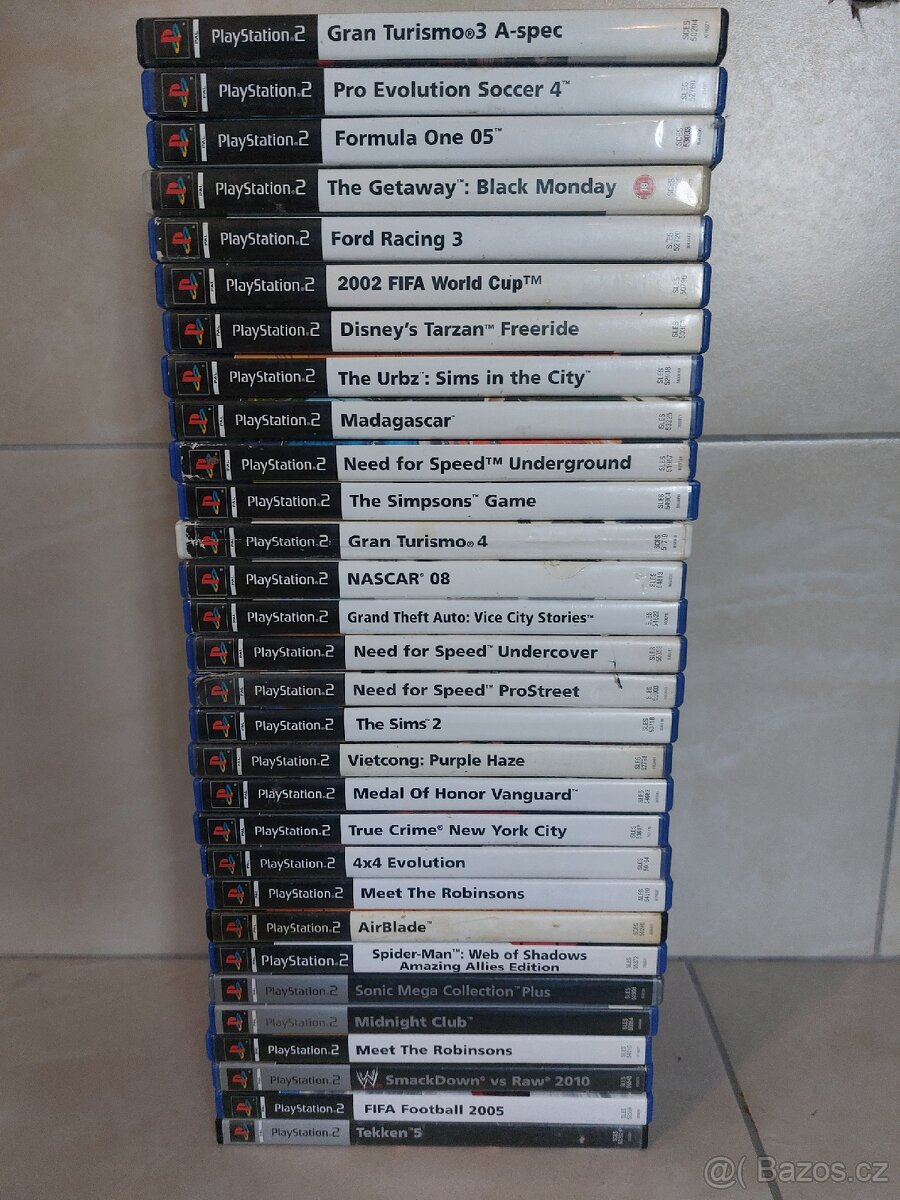 PlayStation®2 Gran Turismo®3 A-spec SCES 50294
PlayStation®2 Pro Evolution Soccer 4™
PlayStation®2 Formula One 05™
PlayStation®2 The Getaway™: Black Monday 18
PlayStation®2 Ford Racing 3
PlayStation®2 2002 FIFA World Cup™
PlayStation®2 Disney's Tarzan™ Freeride
PlayStation®2 The Urbz™: Sims in the City™
PlayStation®2 Madagascar™
PlayStation®2 Need for Speed™ Underground
PlayStation®2 The Simpsons™ Game
PlayStation®2 Gran Turismo®4
PlayStation®2 NASCAR® 08
PlayStation®2 Grand Theft Auto: Vice City Stories™
PlayStation®2 Need for Speed™ Undercover
PlayStation®2 Need for Speed™ ProStreet
PlayStation®2 The Sims™ 2
PlayStation®2 Vietcong: Purple Haze
PlayStation®2 Medal Of Honor Vanguard™
PlayStation®2 True Crime® New York City
PlayStation®2 4x4 Evolution
PlayStation®2 Meet The Robinsons
PlayStation®2 AirBlade™
PlayStation®2 Spider-Man™: Web of Shadows
Amazing Allies Edition
PlayStation®2 Sonic Mega Collection™ Plus
PlayStation®2 Midnight Club™
PlayStation®2 Meet The Robinsons
PlayStation®2 W SmackDown® vs Raw® 2010
PlayStation®2 FIFA Football 2005
PlayStation®2 Tekken™5
@( Bazos.cz